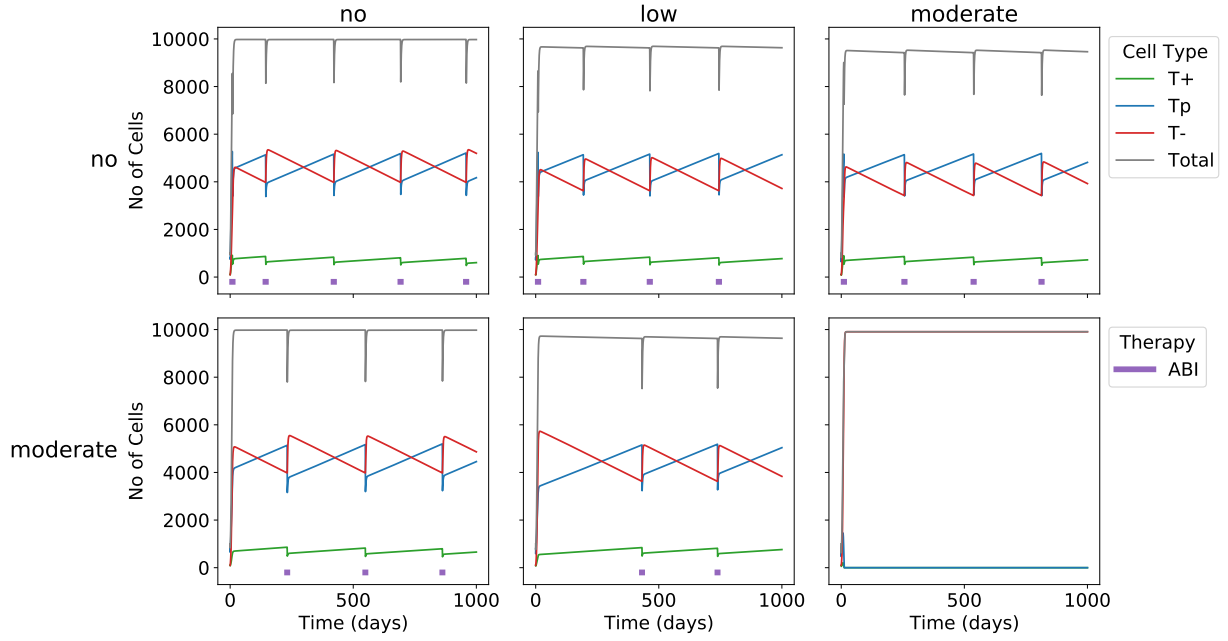 no low moderate
10000
8000
6000
4000
2000
0
No of Cells
no
Cell Type
T+
Tp
T-
Total
10000
8000
6000
4000
2000
0
No of Cells
moderate
Therapy
ABI
0 500 1000
0 500 1000
0 500 1000
Time (days) Time (days) Time (days)